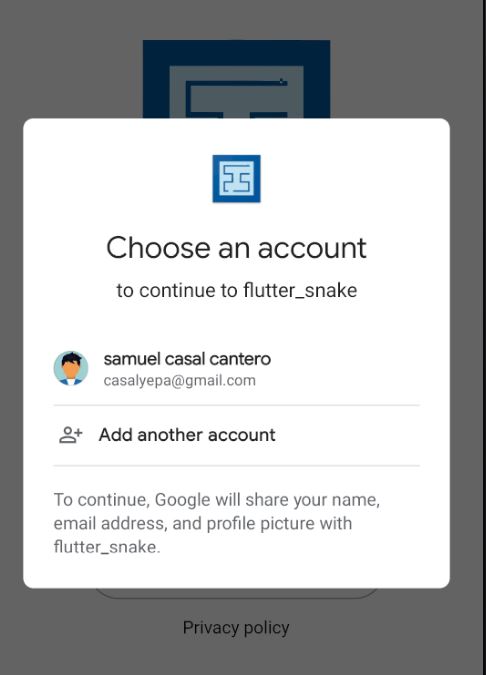 Choose an account
to continue to flutter_snake
samuel casal cantero
casalyepa@gmail.com
Add another account
To continue, Google will share your name,
email address, and profile picture with
flutter_snake.
Privacy policy